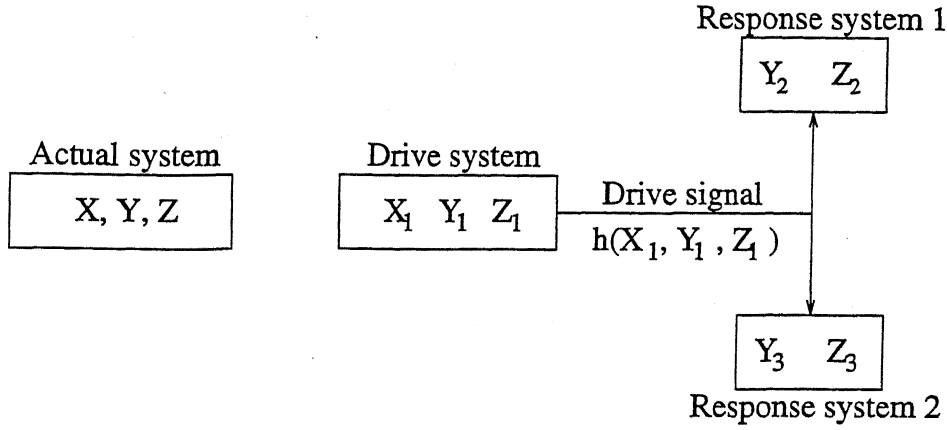 Response system 1
Y₂ Z₂
Actual system
X, Y, Z
Drive system
X₁ Y₁ Z₁
Drive signal
h(X₁, Y₁ , Z₁ )
Y₃ Z₃
Response system 2